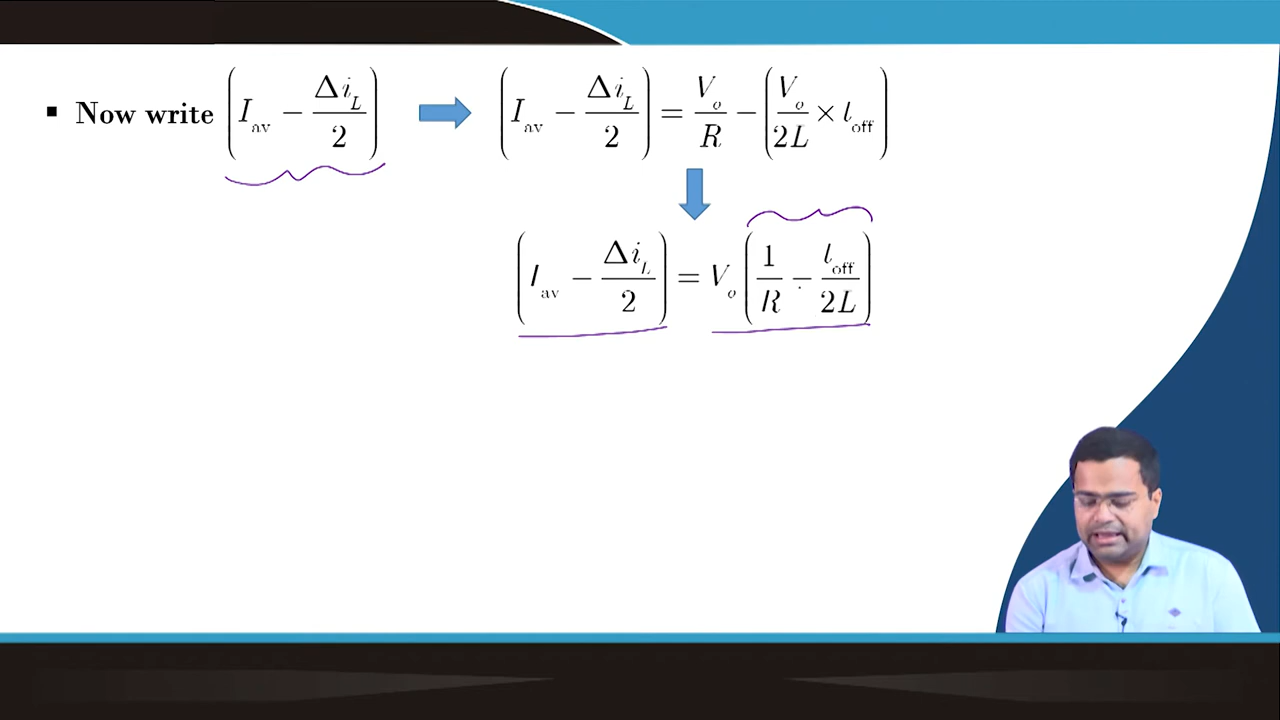 ▪ Now write (I_av − Δi_L/2) ➡ (I_av − Δi_L/2) = V_o/R − (V_o/2L × t_off)
(I_av − Δi_L/2) = V_o (1/R − t_off/2L)